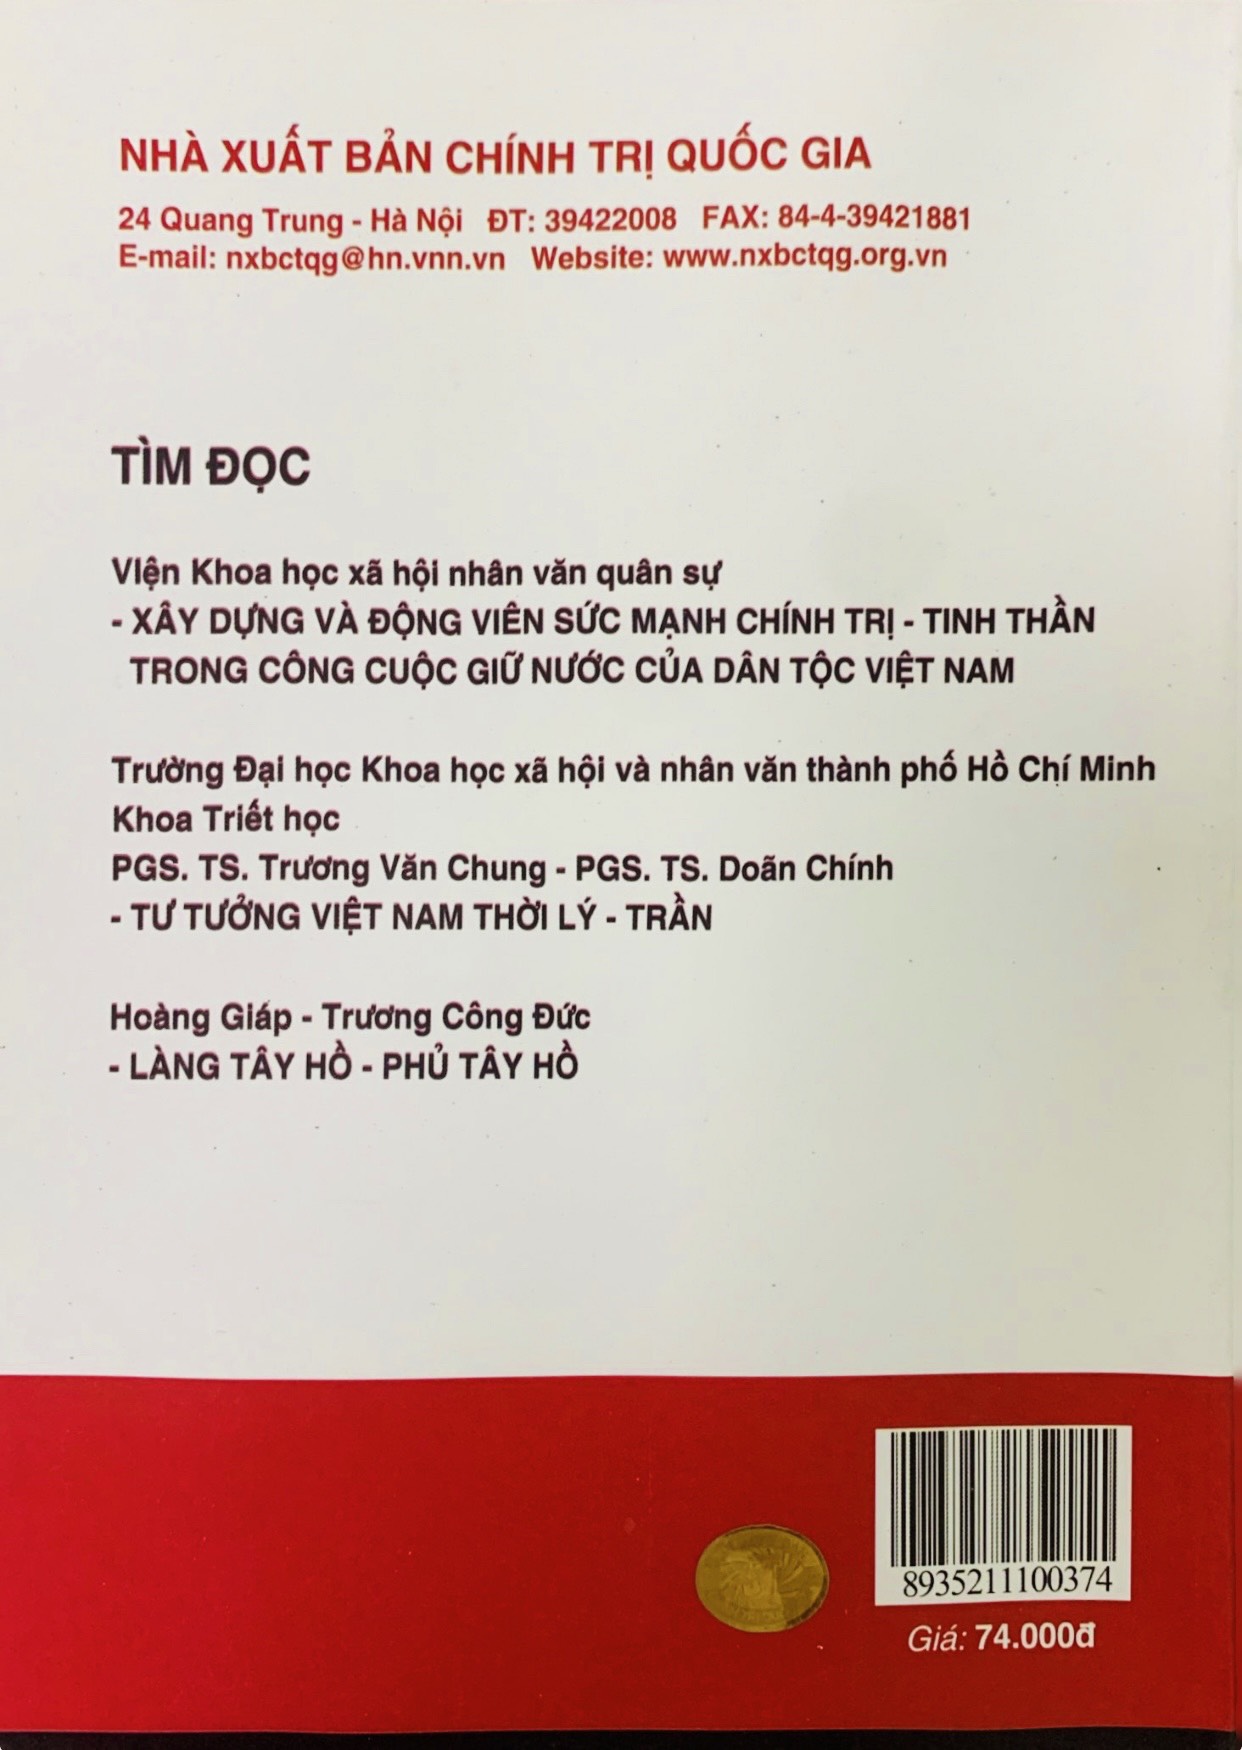 NHÀ XUẤT BẢN CHÍNH TRỊ QUỐC GIA
24 Quang Trung - Hà Nội ĐT: 39422008 FAX: 84-4-39421881
E-mail: nxbctqg@hn.vnn.vn Website: www.nxbctqg.org.vn
TÌM ĐỌC
VIện Khoa học xã hội nhân văn quân sự
- XÂY DỰNG VÀ ĐỘNG VIÊN SỨC MẠNH CHÍNH TRỊ - TINH THẦN
TRONG CÔNG CUỘC GIỮ NƯỚC CỦA DÂN TỘC VIỆT NAM
Trường Đại học Khoa học xã hội và nhân văn thành phố Hồ Chí Minh
Khoa Triết học
PGS. TS. Trương Văn Chung - PGS. TS. Doãn Chính
- TƯ TƯỞNG VIỆT NAM THỜI LÝ - TRẦN
Hoàng Giáp - Trương Công Đức
- LÀNG TÂY HỒ - PHỦ TÂY HỒ
8935211100374
Giá: 74.000đ